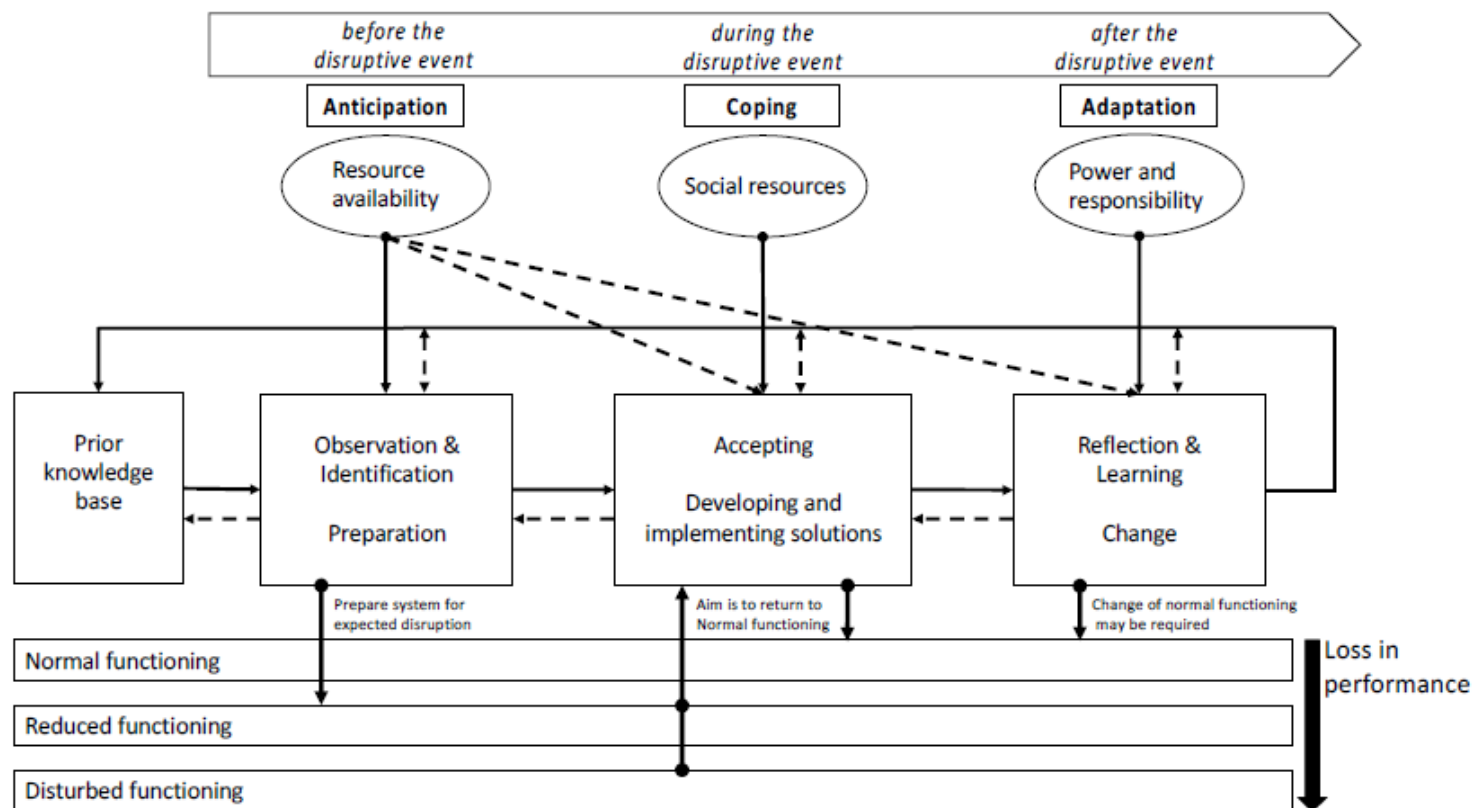 before the
disruptive event
during the
disruptive event
after the
disruptive event
Anticipation
Coping
Adaptation
Resource
availability
Social resources
Power and
responsibility
Prior
knowledge
base
Observation &
Identification
Preparation
Accepting
Developing and
implementing solutions
Reflection &
Learning
Change
Prepare system for
expected disruption
Aim is to return to
Normal functioning
Change of normal functioning
may be required
Normal functioning
Reduced functioning
Disturbed functioning
Loss in
performance